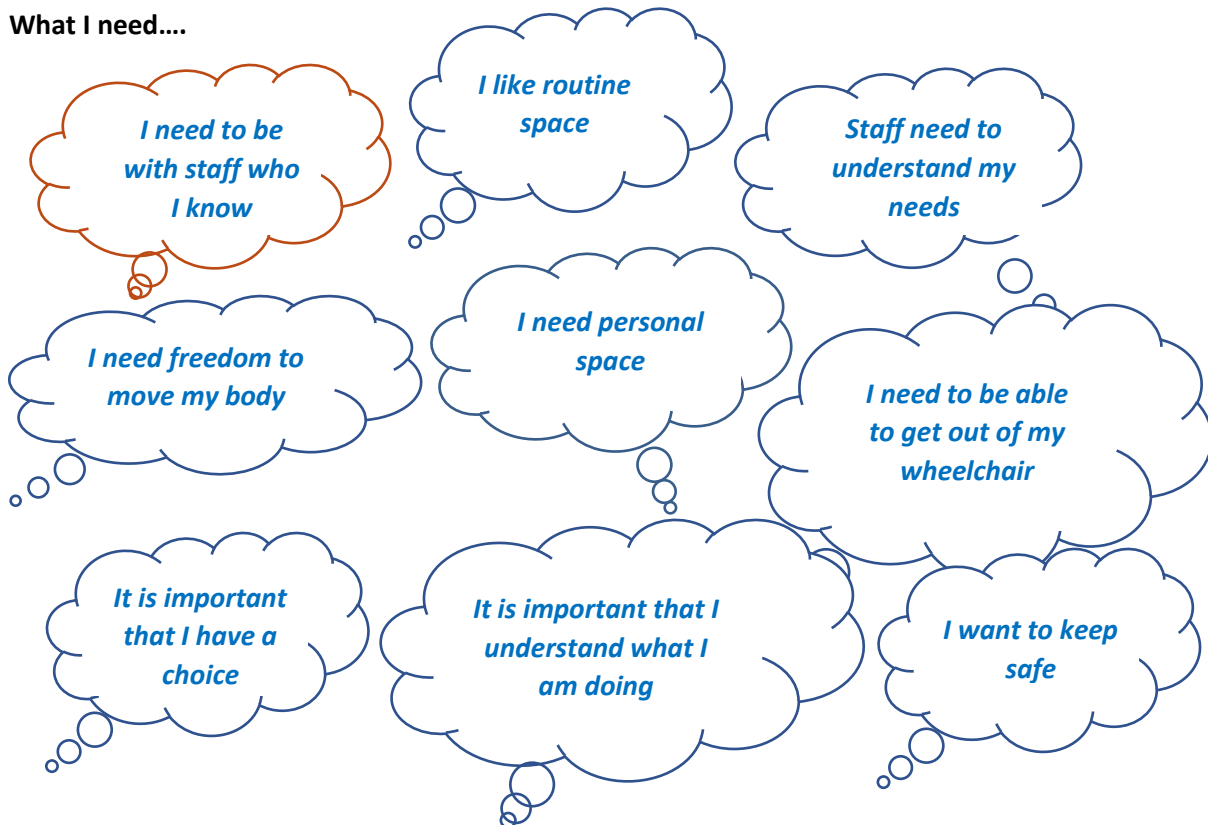 What I need....
I need to be
with staff who
I know
I like routine
space
Staff need to
understand my
needs
I need freedom to
move my body
I need personal
space
I need to be able
to get out of my
wheelchair
It is important
that I have a
choice
It is important that I
understand what I
am doing
I want to keep
safe